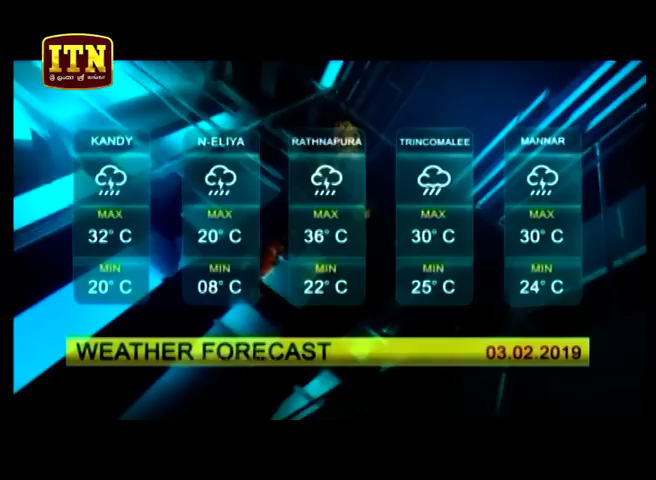 ITN
ශ්‍රී ලංකා ஸ்ரீ லங்கா
KANDY
MAX
32° C
MIN
20° C
N-ELIYA
MAX
20° C
MIN
08° C
RATHNAPURA
MAX
36° C
MIN
22° C
TRINCOMALEE
MAX
30° C
MIN
25° C
MANNAR
MAX
30° C
MIN
24° C
WEATHER FORECAST 03.02.2019